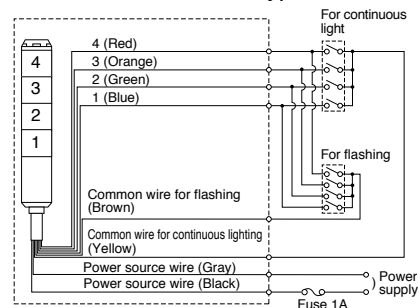 For continuous
light
4 (Red)
3 (Orange)
2 (Green)
1 (Blue)
4
3
2
1
For flashing
Common wire for flashing
(Brown)
Common wire for continuous lighting
(Yellow)
Power source wire (Gray)
Power source wire (Black)
Power
supply
Fuse 1A